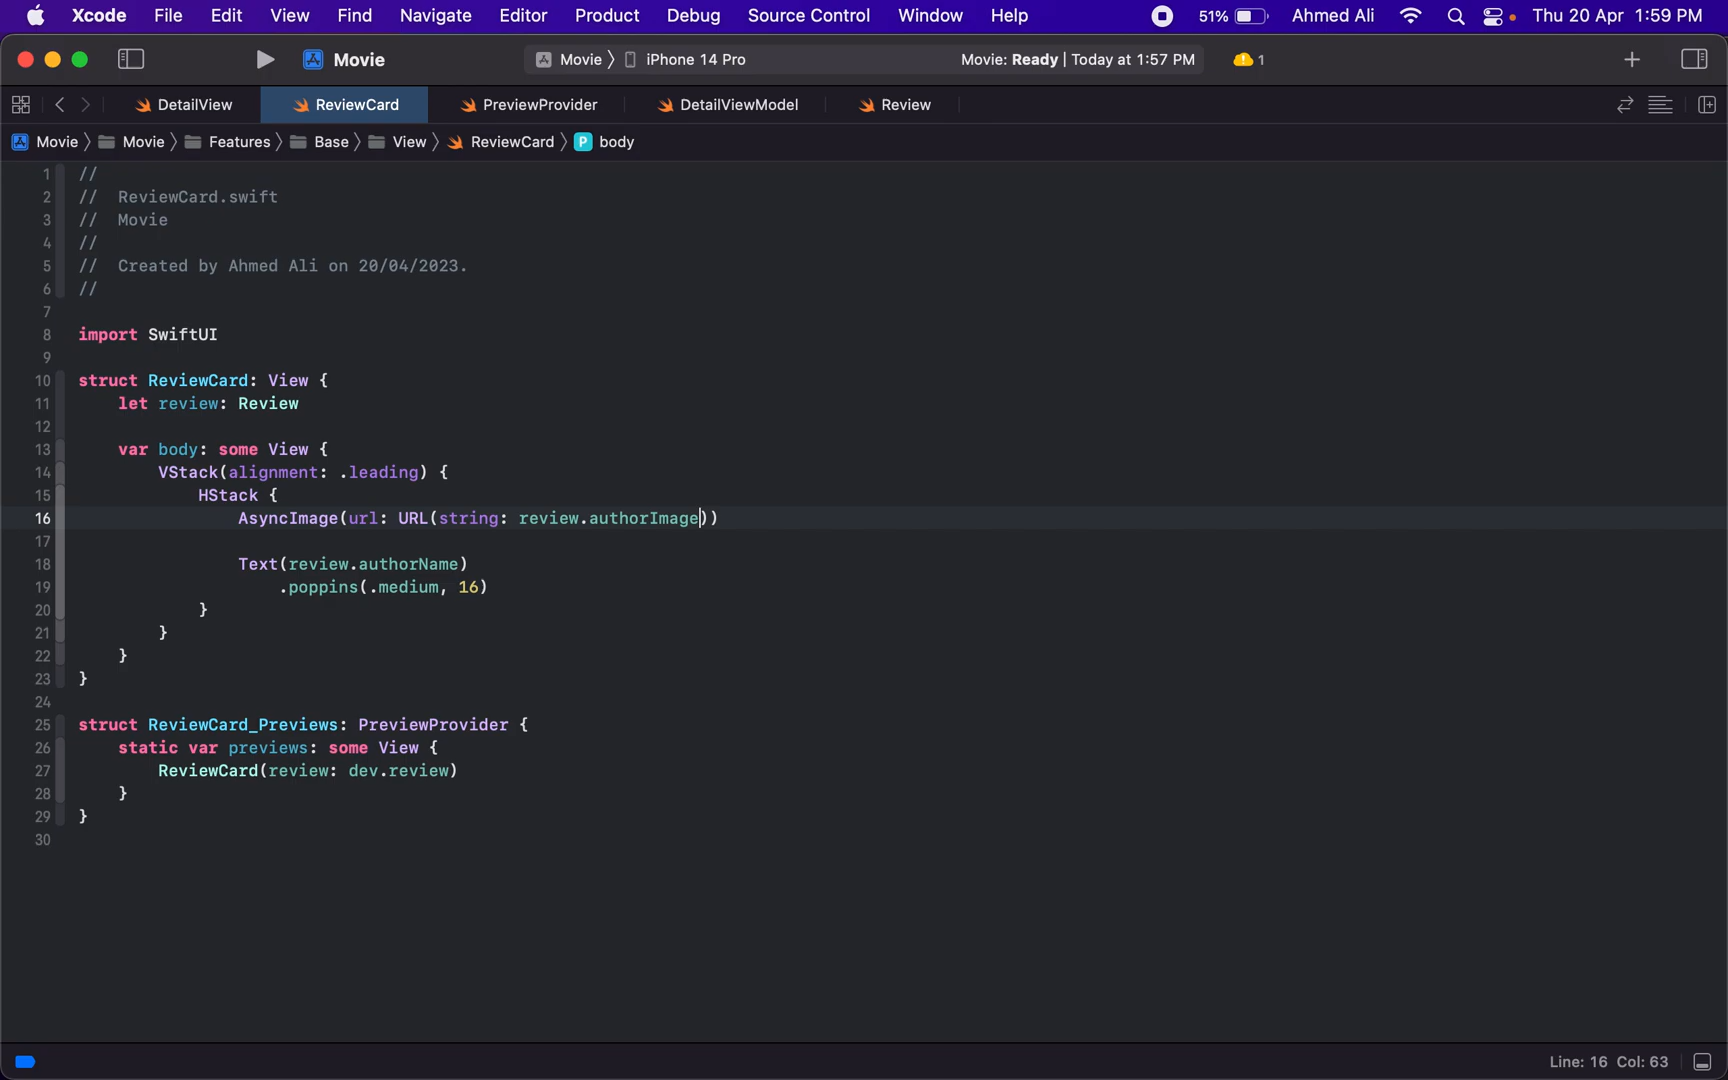 Xcode File Edit View Find Navigate Editor Product Debug Source Control Window Help 51% Ahmed Ali Thu 20 Apr 1:59 PM
Movie Movie iPhone 14 Pro Movie: Ready | Today at 1:57 PM 1
DetailView ReviewCard PreviewProvider DetailViewModel Review
Movie Movie Features Base View ReviewCard P body
1 //
2 // ReviewCard.swift
3 // Movie
4 //
5 // Created by Ahmed Ali on 20/04/2023.
6 //
7
8 import SwiftUI
9
10 struct ReviewCard: View {
11 let review: Review
12
13 var body: some View {
14 VStack(alignment: .leading) {
15 HStack {
16 AsyncImage(url: URL(string: review.authorImage))
17
18 Text(review.authorName)
19 .poppins(.medium, 16)
20 }
21 }
22 }
23 }
24
25 struct ReviewCard_Previews: PreviewProvider {
26 static var previews: some View {
27 ReviewCard(review: dev.review)
28 }
29 }
30
Line: 16 Col: 63